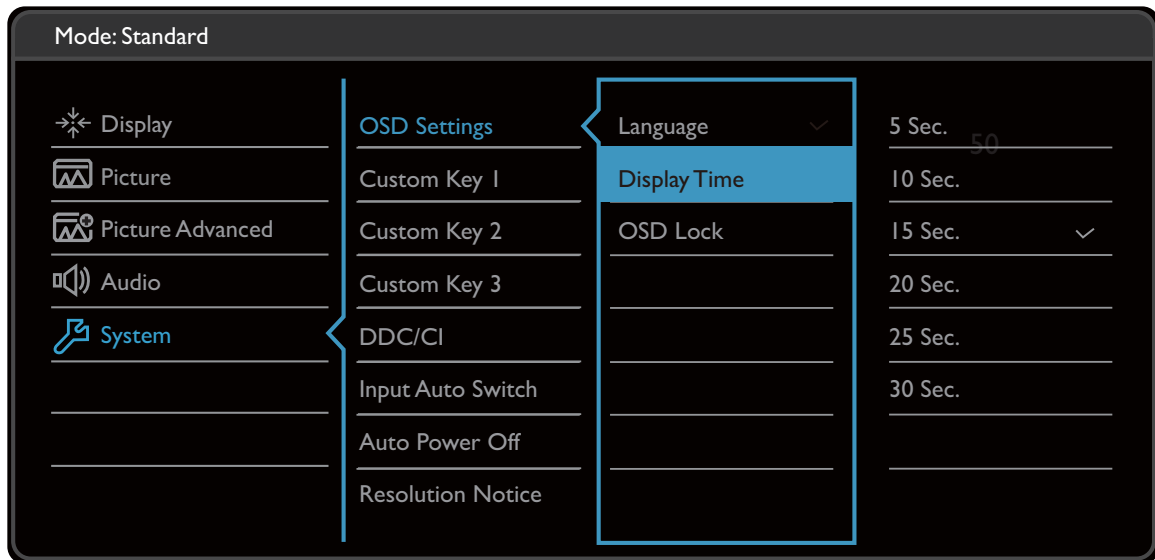 Mode: Standard
Display
Picture
Picture Advanced
Audio
System
OSD Settings
Custom Key 1
Custom Key 2
Custom Key 3
DDC/CI
Input Auto Switch
Auto Power Off
Resolution Notice
Language
Display Time
OSD Lock
5 Sec.
50
10 Sec.
15 Sec.
20 Sec.
25 Sec.
30 Sec.